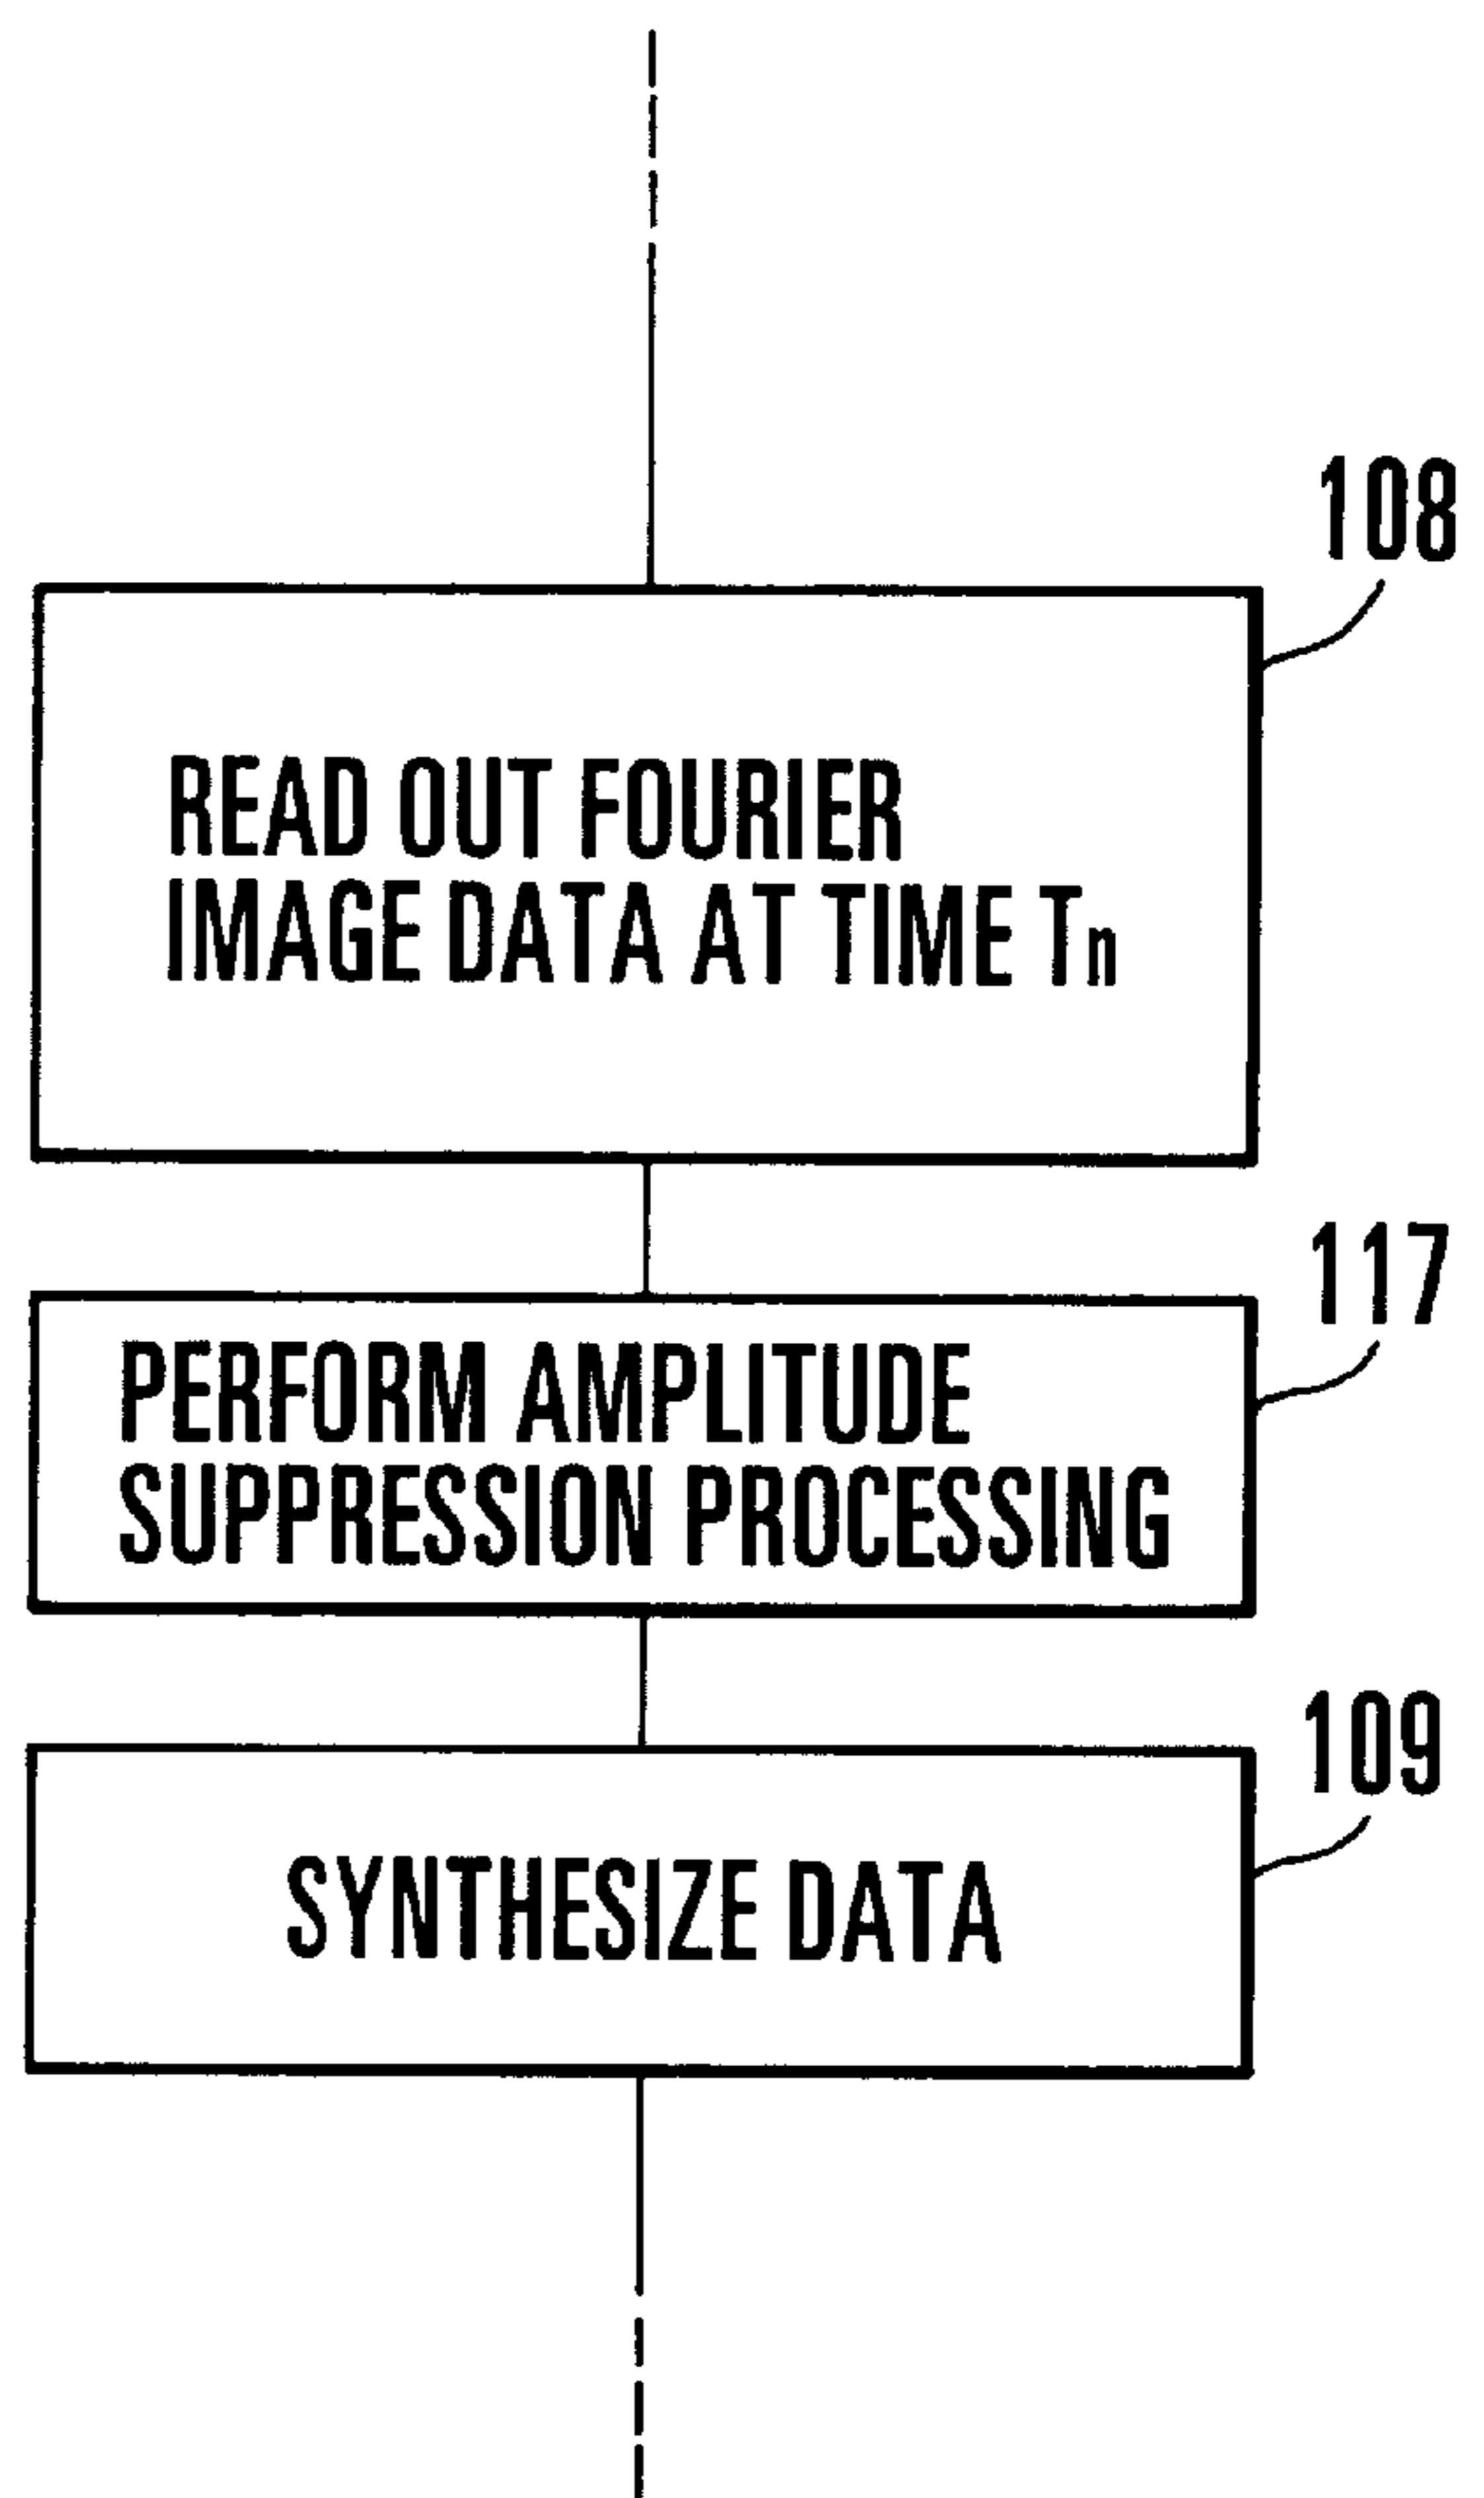 108
READ OUT FOURIER
IMAGE DATA AT TIME Tn
117
PERFORM AMPLITUDE
SUPPRESSION PROCESSING
109
SYNTHESIZE DATA